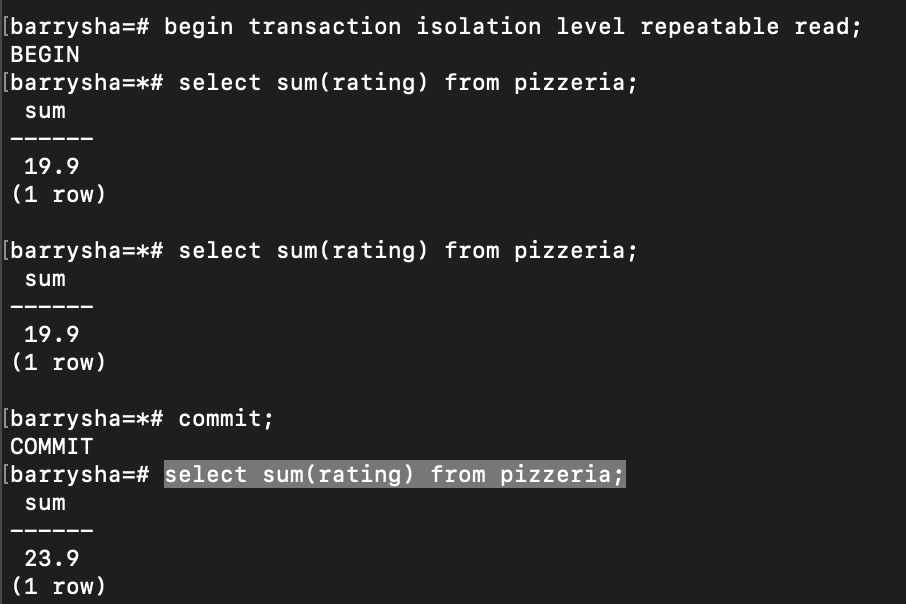 [barrysha=# begin transaction isolation level repeatable read;
BEGIN
[barrysha=*# select sum(rating) from pizzeria;
 sum
------
 19.9
(1 row)

[barrysha=*# select sum(rating) from pizzeria;
 sum
------
 19.9
(1 row)

[barrysha=*# commit;
COMMIT
[barrysha=# select sum(rating) from pizzeria;
 sum
------
 23.9
(1 row)